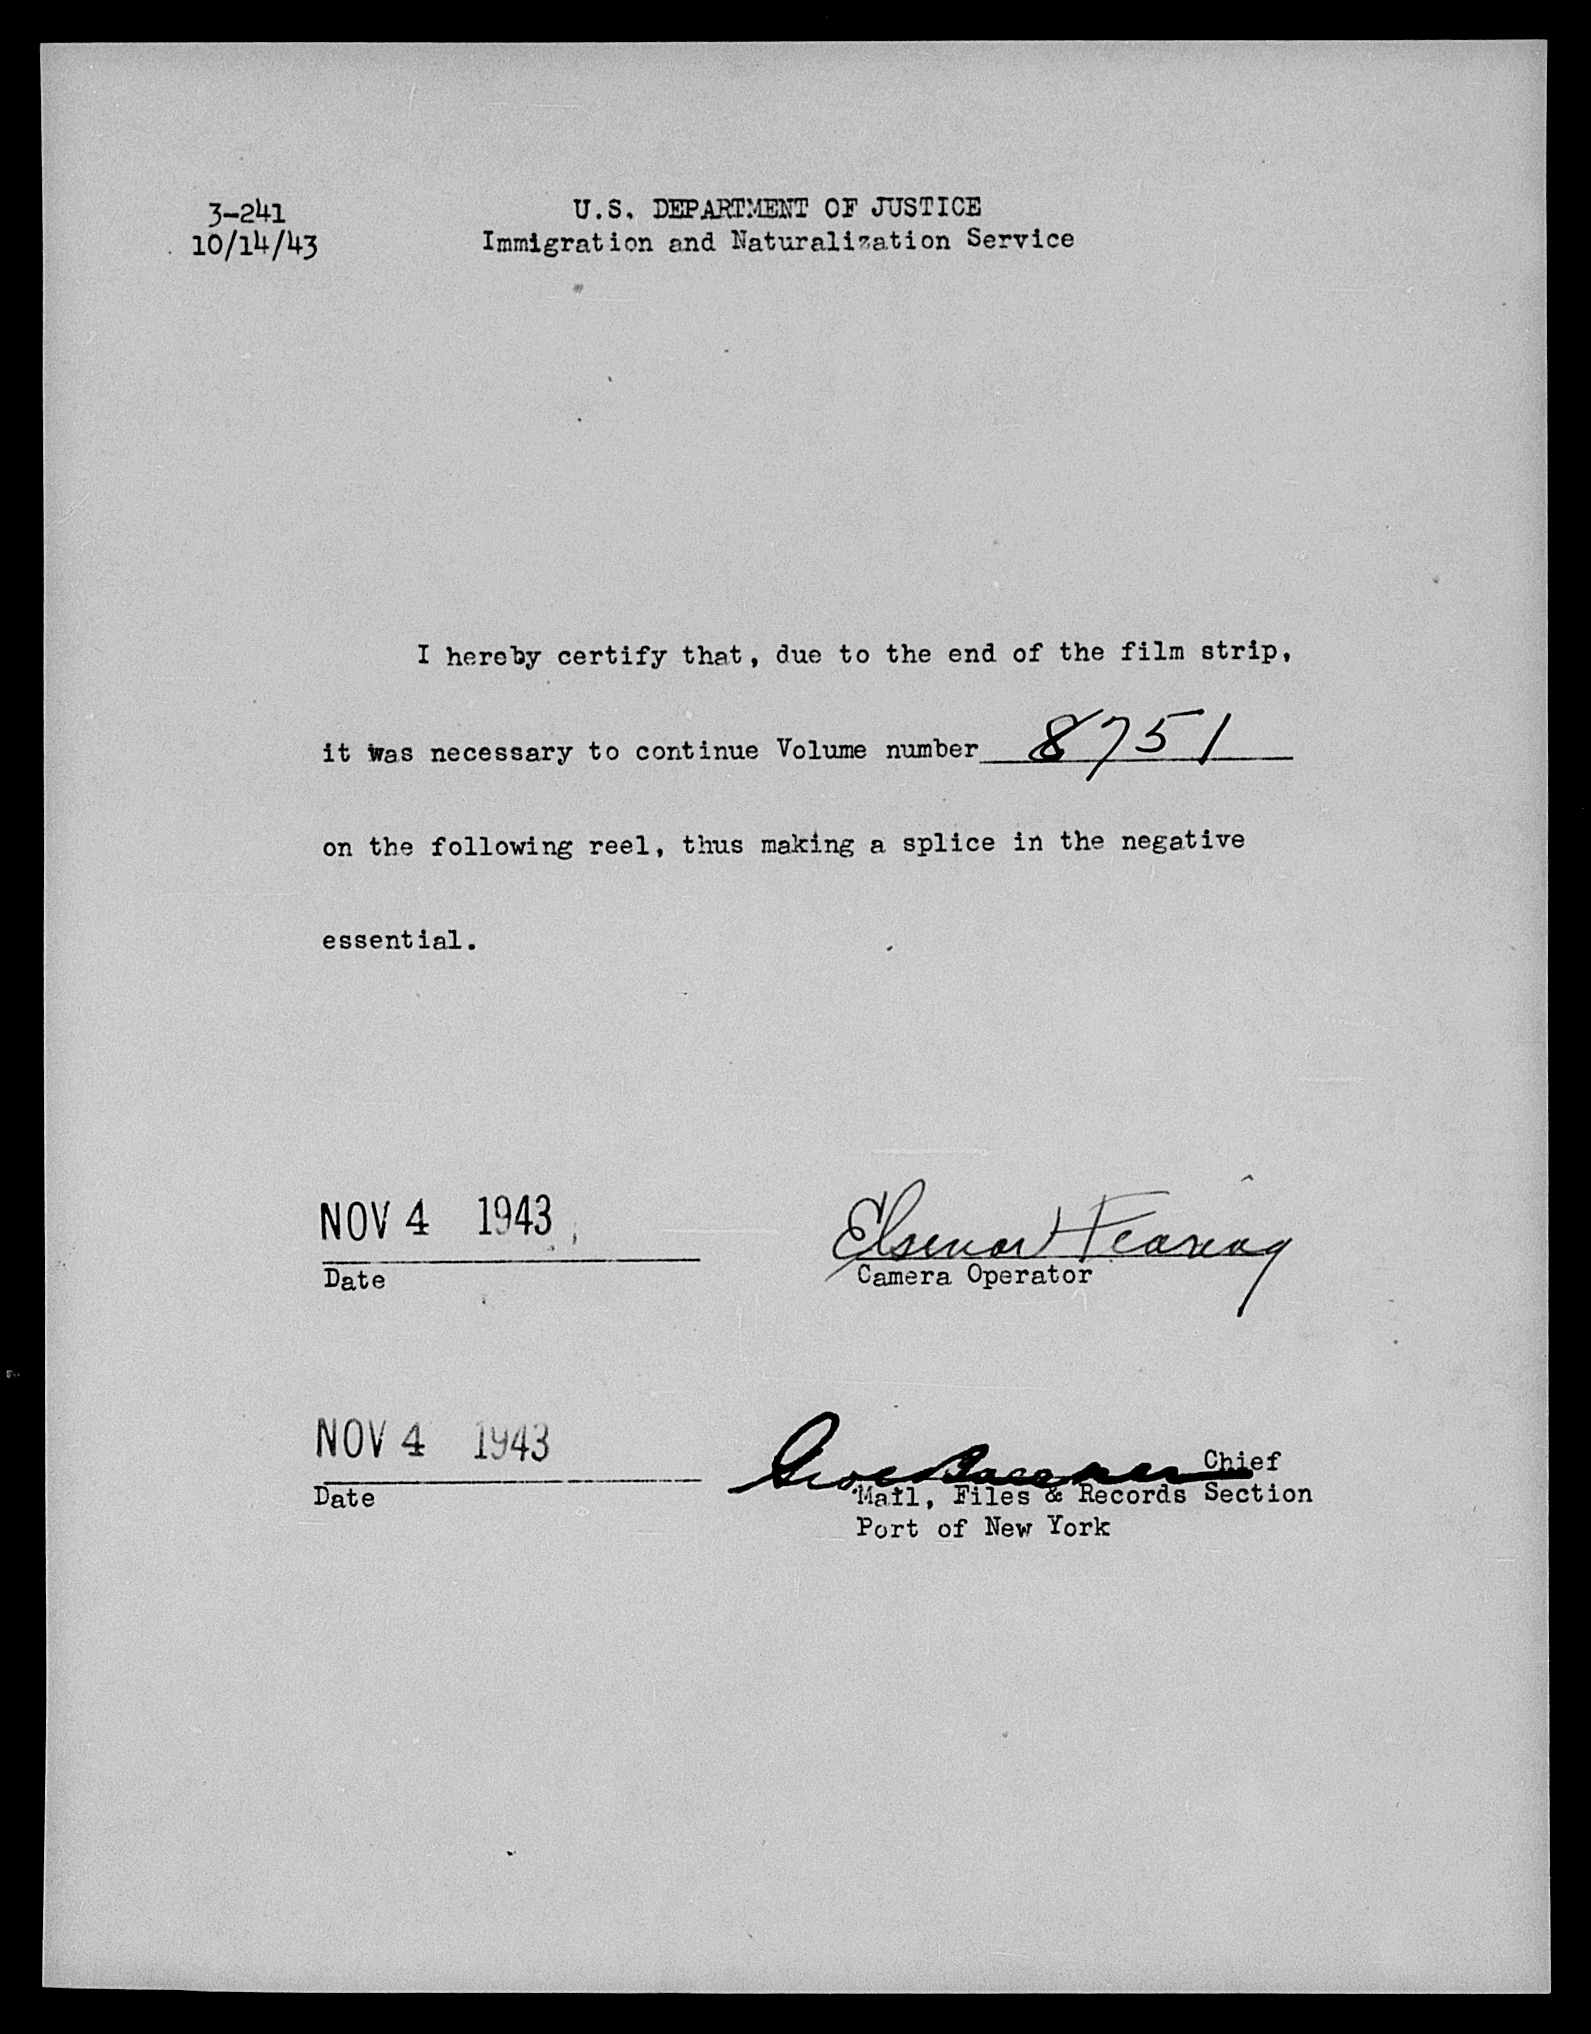 3-241
10/14/43
U.S. DEPARTMENT OF JUSTICE
Immigration and Naturalization Service
I hereby certify that, due to the end of the film strip,
it was necessary to continue Volume number 8751
on the following reel, thus making a splice in the negative
essential.
NOV 4 1943
Date
Camera Operator
NOV 4 1943
Date
Chief
Mail, Files & Records Section
Port of New York